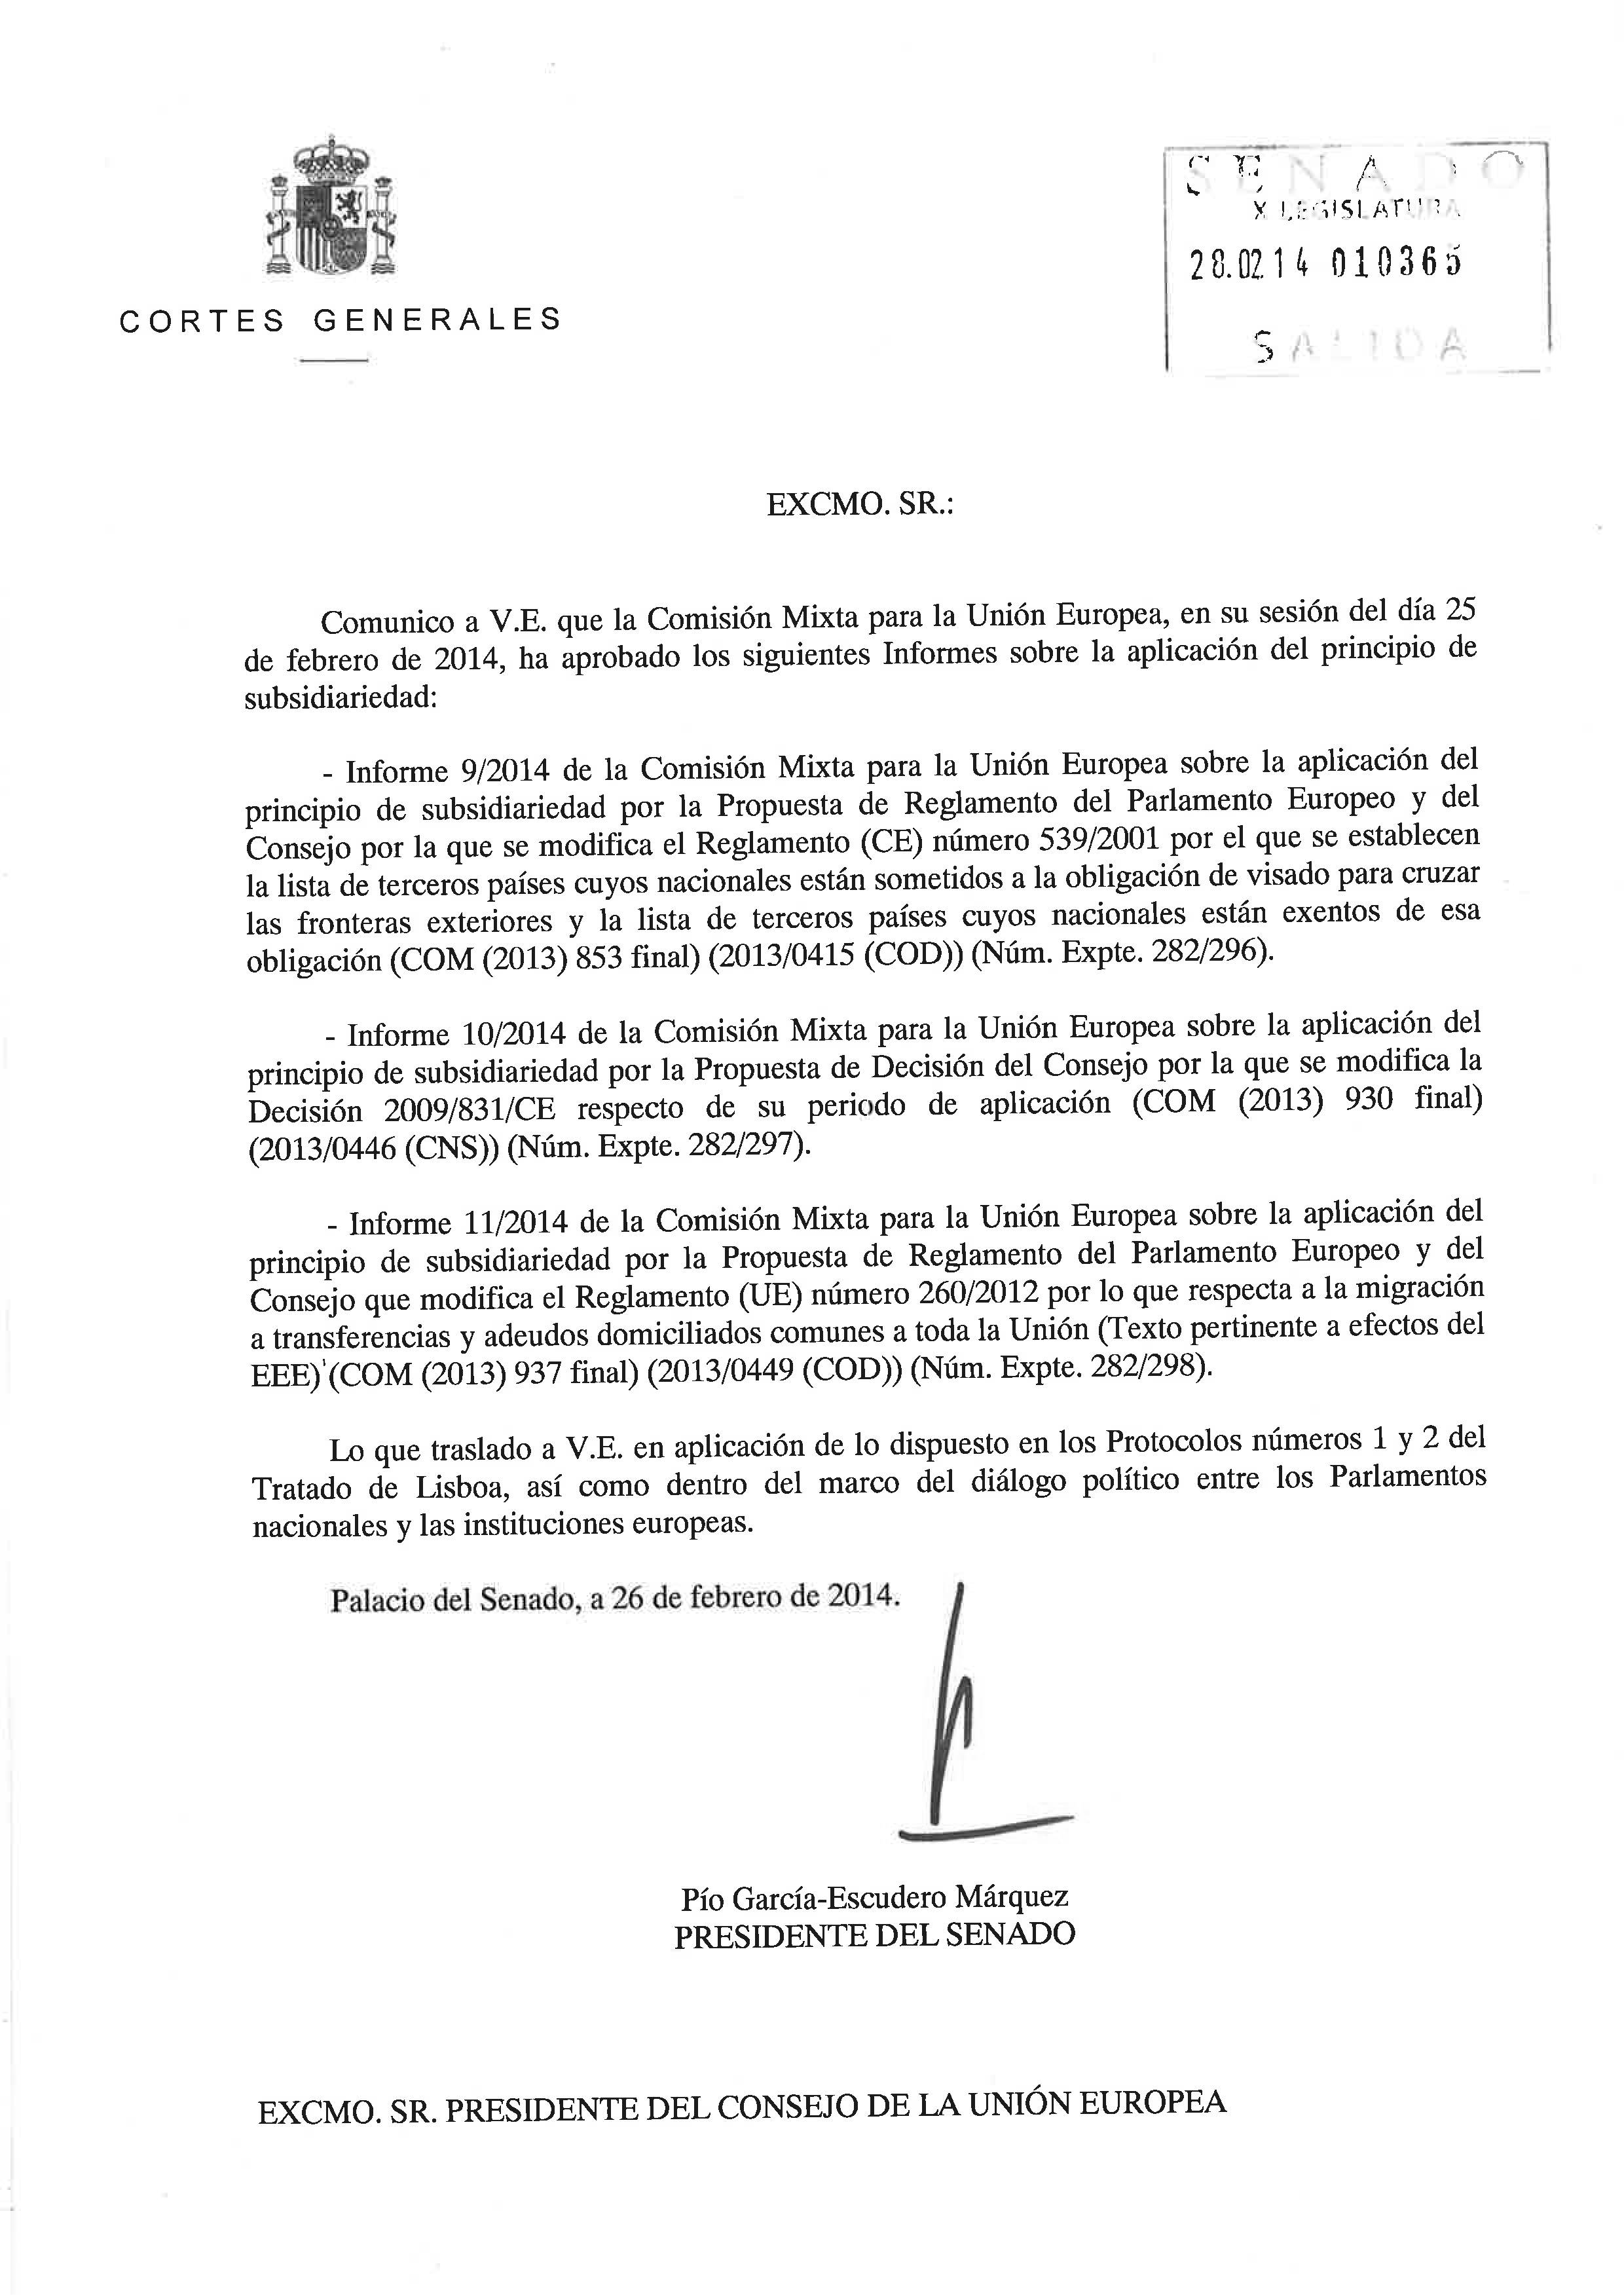 SENADO
X LEGISLATURA
28.02.14 010365
SALIDA
CORTES GENERALES
EXCMO. SR.:
Comunico a V.E. que la Comisión Mixta para la Unión Europea, en su sesión del día 25
de febrero de 2014, ha aprobado los siguientes Informes sobre la aplicación del principio de
subsidiariedad:
- Informe 9/2014 de la Comisión Mixta para la Unión Europea sobre la aplicación del
principio de subsidiariedad por la Propuesta de Reglamento del Parlamento Europeo y del
Consejo por la que se modifica el Reglamento (CE) número 539/2001 por el que se establecen
la lista de terceros países cuyos nacionales están sometidos a la obligación de visado para cruzar
las fronteras exteriores y la lista de terceros países cuyos nacionales están exentos de esa
obligación (COM (2013) 853 final) (2013/0415 (COD)) (Núm. Expte. 282/296).
- Informe 10/2014 de la Comisión Mixta para la Unión Europea sobre la aplicación del
principio de subsidiariedad por la Propuesta de Decisión del Consejo por la que se modifica la
Decisión 2009/831/CE respecto de su periodo de aplicación (COM (2013) 930 final)
(2013/0446 (CNS)) (Núm. Expte. 282/297).
- Informe 11/2014 de la Comisión Mixta para la Unión Europea sobre la aplicación del
principio de subsidiariedad por la Propuesta de Reglamento del Parlamento Europeo y del
Consejo que modifica el Reglamento (UE) número 260/2012 por lo que respecta a la migración
a transferencias y adeudos domiciliados comunes a toda la Unión (Texto pertinente a efectos del
EEE) (COM (2013) 937 final) (2013/0449 (COD)) (Núm. Expte. 282/298).
Lo que traslado a V.E. en aplicación de lo dispuesto en los Protocolos números 1 y 2 del
Tratado de Lisboa, así como dentro del marco del diálogo político entre los Parlamentos
nacionales y las instituciones europeas.
Palacio del Senado, a 26 de febrero de 2014.
Pío García-Escudero Márquez
PRESIDENTE DEL SENADO
EXCMO. SR. PRESIDENTE DEL CONSEJO DE LA UNIÓN EUROPEA